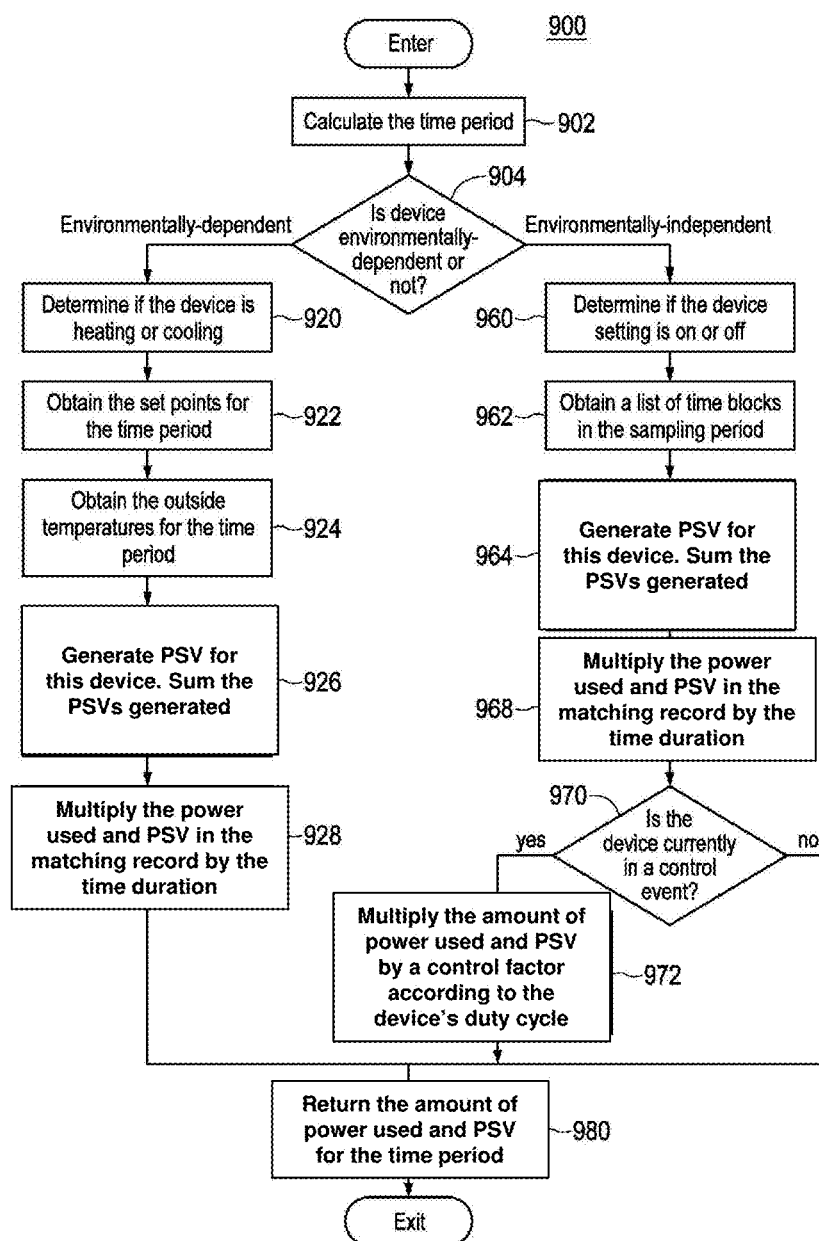 900
Enter
Calculate the time period
902
904
Is device
environmentally-
dependent or
not?
Environmentally-dependent
Environmentally-independent
Determine if the device is
heating or cooling
920
Obtain the set points for
the time period
922
Obtain the outside
temperatures for the time
period
924
Generate PSV for
this device. Sum the
PSVs generated
926
Multiply the power
used and PSV in the
matching record by the
time duration
928
960
Determine if the device
setting is on or off
962
Obtain a list of time blocks
in the sampling period
964
Generate PSV for
this device. Sum the
PSVs generated
968
Multiply the power
used and PSV in the
matching record by the
time duration
970
Is the
device currently
in a control
event?
yes
no
Multiply the amount of
power used and PSV
by a control factor
according to the
device's duty cycle
972
Return the amount of
power used and PSV
for the time period
980
Exit